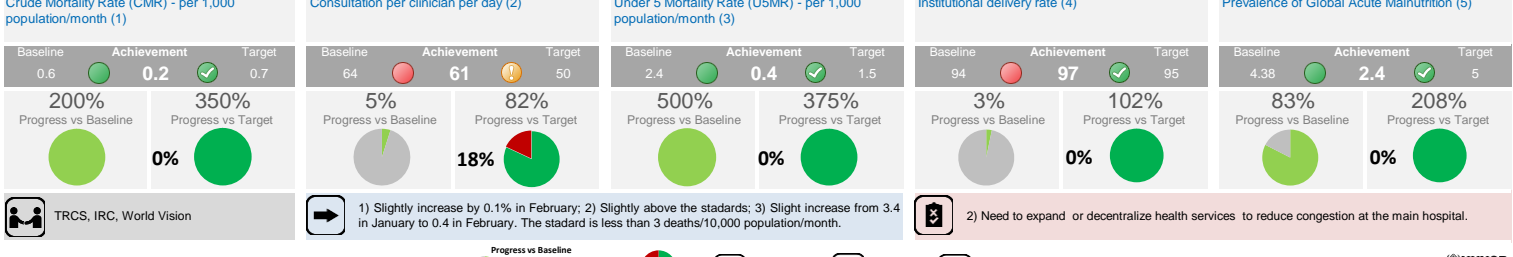 Crude Mortality Rate (CMR) - per 1,000
population/month (1)
Consultation per clinician per day (2)
Under 5 Mortality Rate (U5MR) - per 1,000
population/month (3)
Institutional delivery rate (4)
Prevalence of Global Acute Malnutrition (5)
Baseline Achievement Target
0.6 0.2 0.7
200% 350%
Progress vs Baseline Progress vs Target
0%
Baseline Achievement Target
64 61 50
5% 82%
Progress vs Baseline Progress vs Target
18%
Baseline Achievement Target
2.4 0.4 1.5
500% 375%
Progress vs Baseline Progress vs Target
0%
Baseline Achievement Target
94 97 95
3% 102%
Progress vs Baseline Progress vs Target
0%
Baseline Achievement Target
4.38 2.4 5
83% 208%
Progress vs Baseline Progress vs Target
0%
TRCS, IRC, World Vision
1) Slightly increase by 0.1% in February; 2) Slightly above the stadards; 3) Slight increase from 3.4
in January to 0.4 in February. The stadard is less than 3 deaths/10,000 population/month.
2) Need to expand or decentralize health services to reduce congestion at the main hospital.
Progress vs Baseline